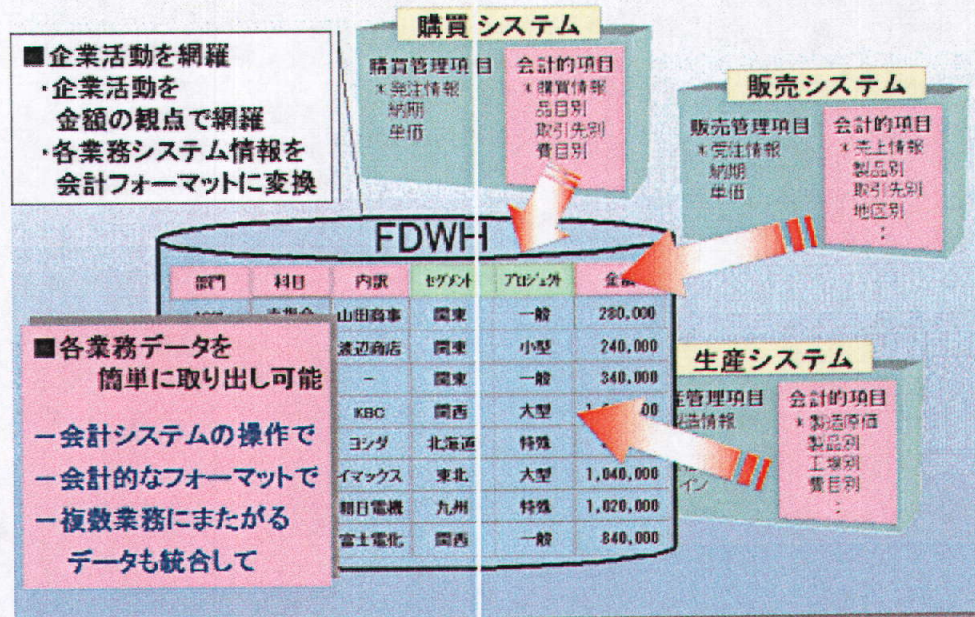 ■企業活動を網羅
・企業活動を
金額の観点で網羅
・各業務システム情報を
会計フォーマットに変換
購買システム
購買管理項目
*発注情報
納期
単価
会計的項目
*購買情報
品目別
取引先別
費目別
販売システム
販売管理項目
*受注情報
納期
単価
会計的項目
*売上情報
製品別
取引先別
地区別
:
FDWH
部門 科目 内訳 セグメント プロジェクト 金額
山田商事 関東 一般 280,000
渡辺商店 関東 小型 240,000
- 関東 一般 340,000
KBC 関西 大型
ヨシダ 北海道 特殊
イマックス 東北 大型 1,040,000
朝日電機 九州 特殊 1,020,000
富士電化 関西 一般 840,000
■各業務データを
簡単に取り出し可能
－会計システムの操作で
－会計的なフォーマットで
－複数業務にまたがる
データも統合して
生産システム
産管理項目
製造情報
イン
会計的項目
*製造原価
製品別
工場別
費目別
: